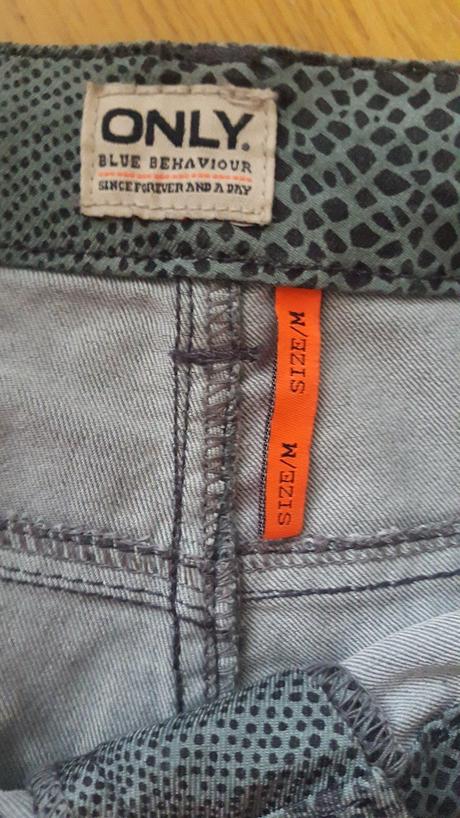 ONLY.
BLUE BEHAVIOUR
SINCE FOREVER AND A DAY
SIZE/M
SIZE/M